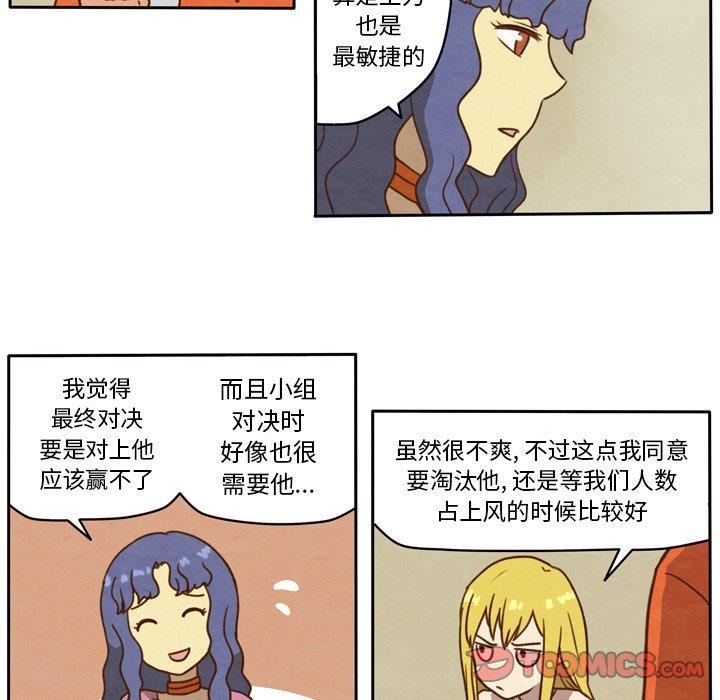 也是
最敏捷的
我觉得
最终对决
要是对上他
应该赢不了
而且小组
对决时
好像也很
需要他...
虽然很不爽, 不过这点我同意
要淘汰他, 还是等我们人数
占上风的时候比较好
TOOMICS.COM